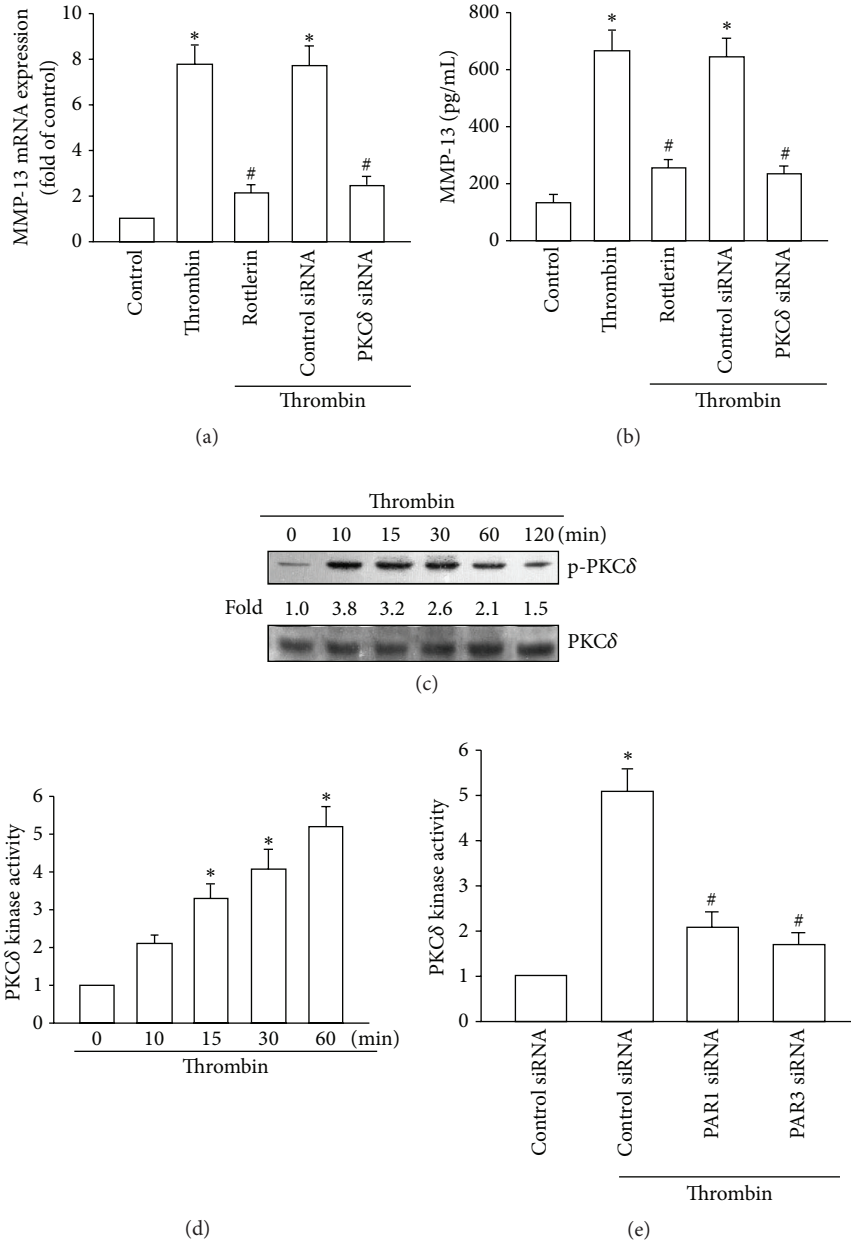 MMP-13 mRNA expression
(fold of control)
10
8
6
4
2
0
*
#
*
#
Control
Thrombin
Rottlerin
Control siRNA
PKCδ siRNA
Thrombin
(a)
MMP-13 (pg/mL)
800
600
400
200
0
*
#
*
#
Control
Thrombin
Rottlerin
Control siRNA
PKCδ siRNA
Thrombin
(b)
Thrombin
0 10 15 30 60 120 (min)
p-PKCδ
Fold 1.0 3.8 3.2 2.6 2.1 1.5
PKCδ
(c)
PKCδ kinase activity
6
5
4
3
2
1
0
*
*
*
0 10 15 30 60 (min)
Thrombin
(d)
PKCδ kinase activity
6
5
4
3
2
1
0
*
#
#
Control siRNA
Control siRNA
PAR1 siRNA
PAR3 siRNA
Thrombin
(e)